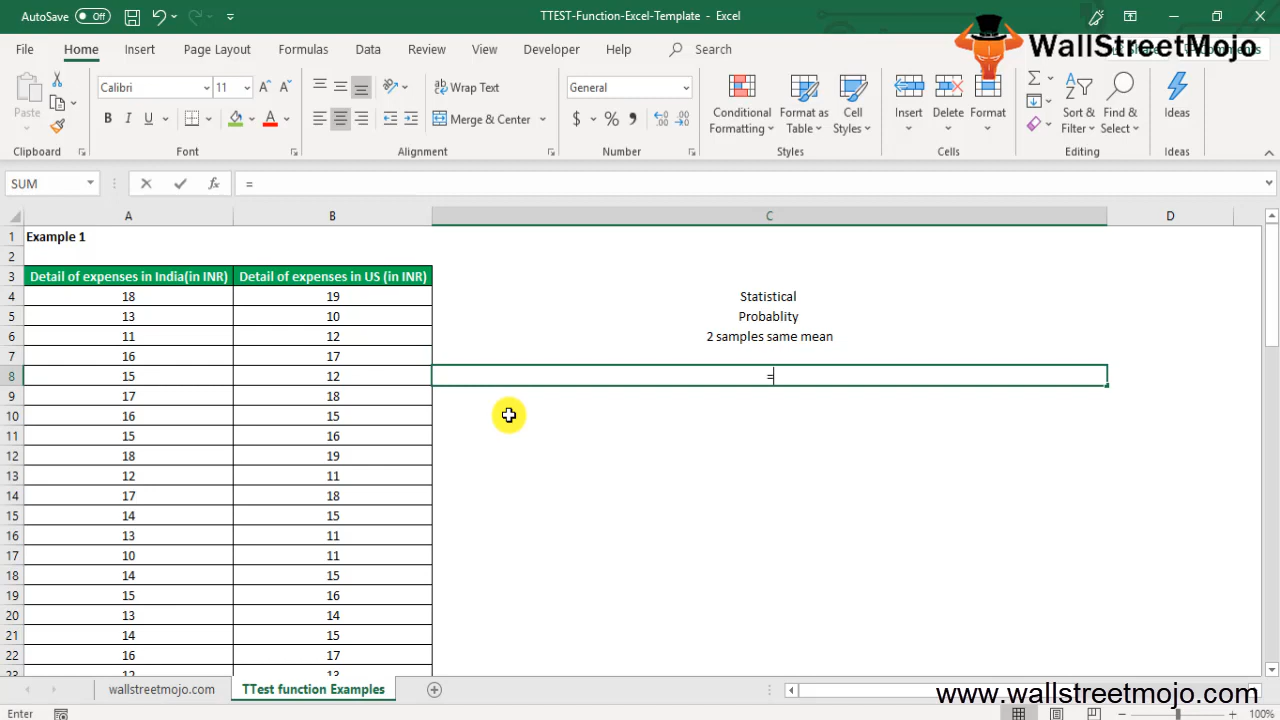 AutoSave Off TTEST-Function-Excel-Template - Excel
WallStreetMojo
File Home Insert Page Layout Formulas Data Review View Developer Help Search
Paste
Clipboard
Calibri 11
B I U A
Font
Wrap Text
Merge & Center
Alignment
General
$ % ,
Number
Conditional Formatting
Format as Table
Cell Styles
Styles
Insert Delete Format
Cells
Sort & Filter
Find & Select
Editing
Ideas
Ideas
SUM fx =
A B C D
1 Example 1
2
3 Detail of expenses in India(in INR) Detail of expenses in US (in INR)
4 18 19 Statistical
5 13 10 Probablity
6 11 12 2 samples same mean
7 16 17
8 15 12 =
9 17 18
10 16 15
11 15 16
12 18 19
13 12 11
14 17 18
15 14 15
16 13 11
17 10 11
18 14 15
19 15 16
20 13 14
21 14 15
22 16 17
23 12 13
wallstreetmojo.com TTest function Examples
www.wallstreetmojo.com
Enter 100%